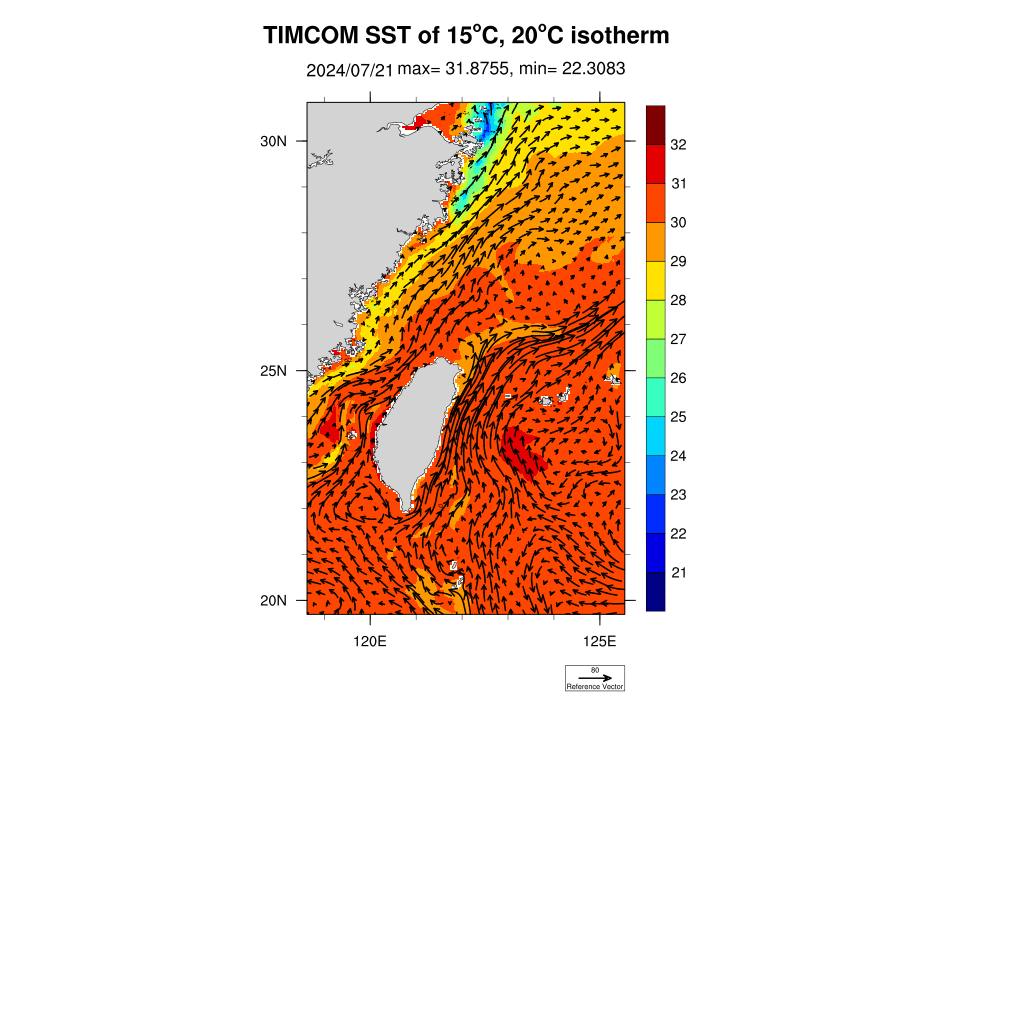 TIMCOM SST of 15°C, 20°C isotherm
2024/07/21 max= 31.8755, min= 22.3083
30N
25N
20N
120E
125E
32
31
30
29
28
27
26
25
24
23
22
21
80
Reference Vector